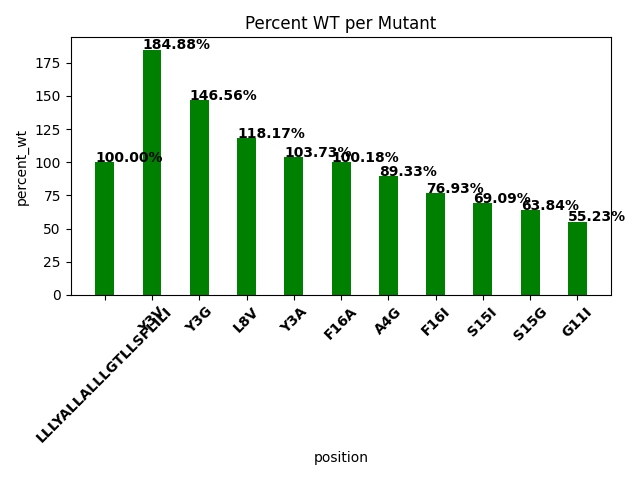 Percent WT per Mutant
184.88%
146.56%
118.17%
103.73%
100.00%
100.18%
89.33%
76.93%
69.09%
63.84%
55.23%
percent_wt
175
150
125
100
75
50
25
0
LLLYALLALLLGTLLSFLILI
Y3V
Y3G
L8V
Y3A
F16A
A4G
F16I
S15I
S15G
G11I
position